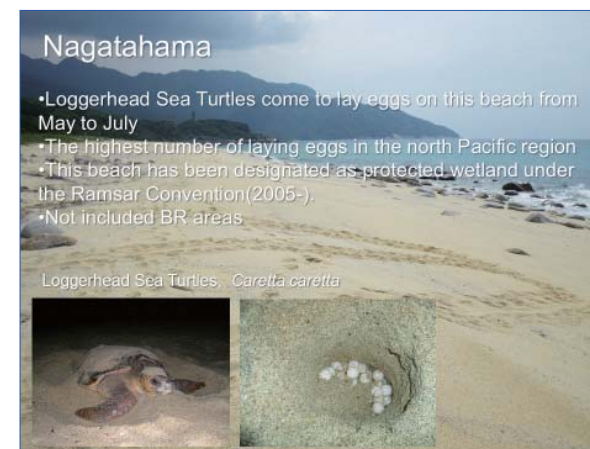 Nagatahama
•Loggerhead Sea Turtles come to lay eggs on this beach from
May to July
•The highest number of laying eggs in the north Pacific region
•This beach has been designated as protected wetland under
the Ramsar Convention(2005-).
•Not included BR areas
Loggerhead Sea Turtles, Caretta caretta